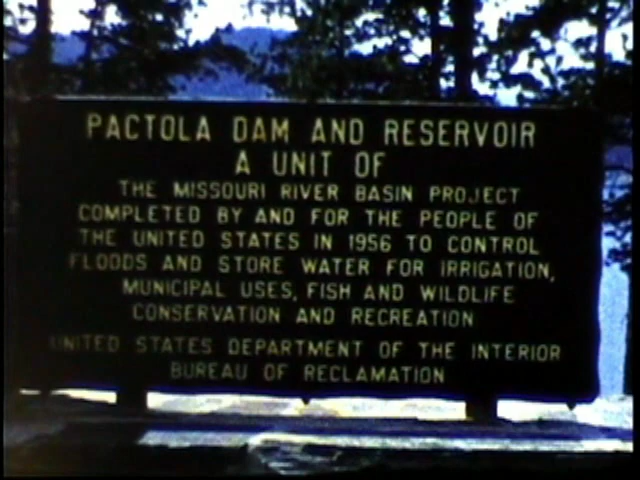 PACTOLA DAM AND RESERVOIR
A UNIT OF
THE MISSOURI RIVER BASIN PROJECT
COMPLETED BY AND FOR THE PEOPLE OF
THE UNITED STATES IN 1956 TO CONTROL
FLOODS AND STORE WATER FOR IRRIGATION,
MUNICIPAL USES, FISH AND WILDLIFE
CONSERVATION AND RECREATION
UNITED STATES DEPARTMENT OF THE INTERIOR
BUREAU OF RECLAMATION